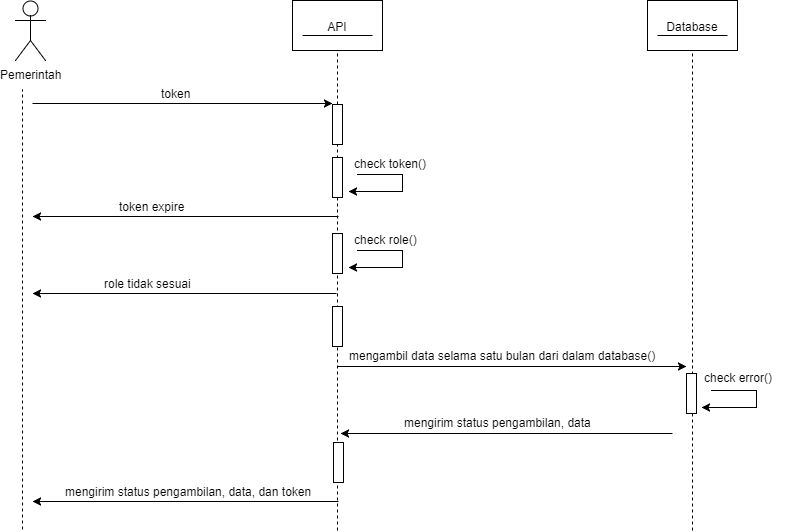 API
Database
Pemerintah
token
check token()
token expire
check role()
role tidak sesuai
mengambil data selama satu bulan dari dalam database()
check error()
mengirim status pengambilan, data
mengirim status pengambilan, data, dan token